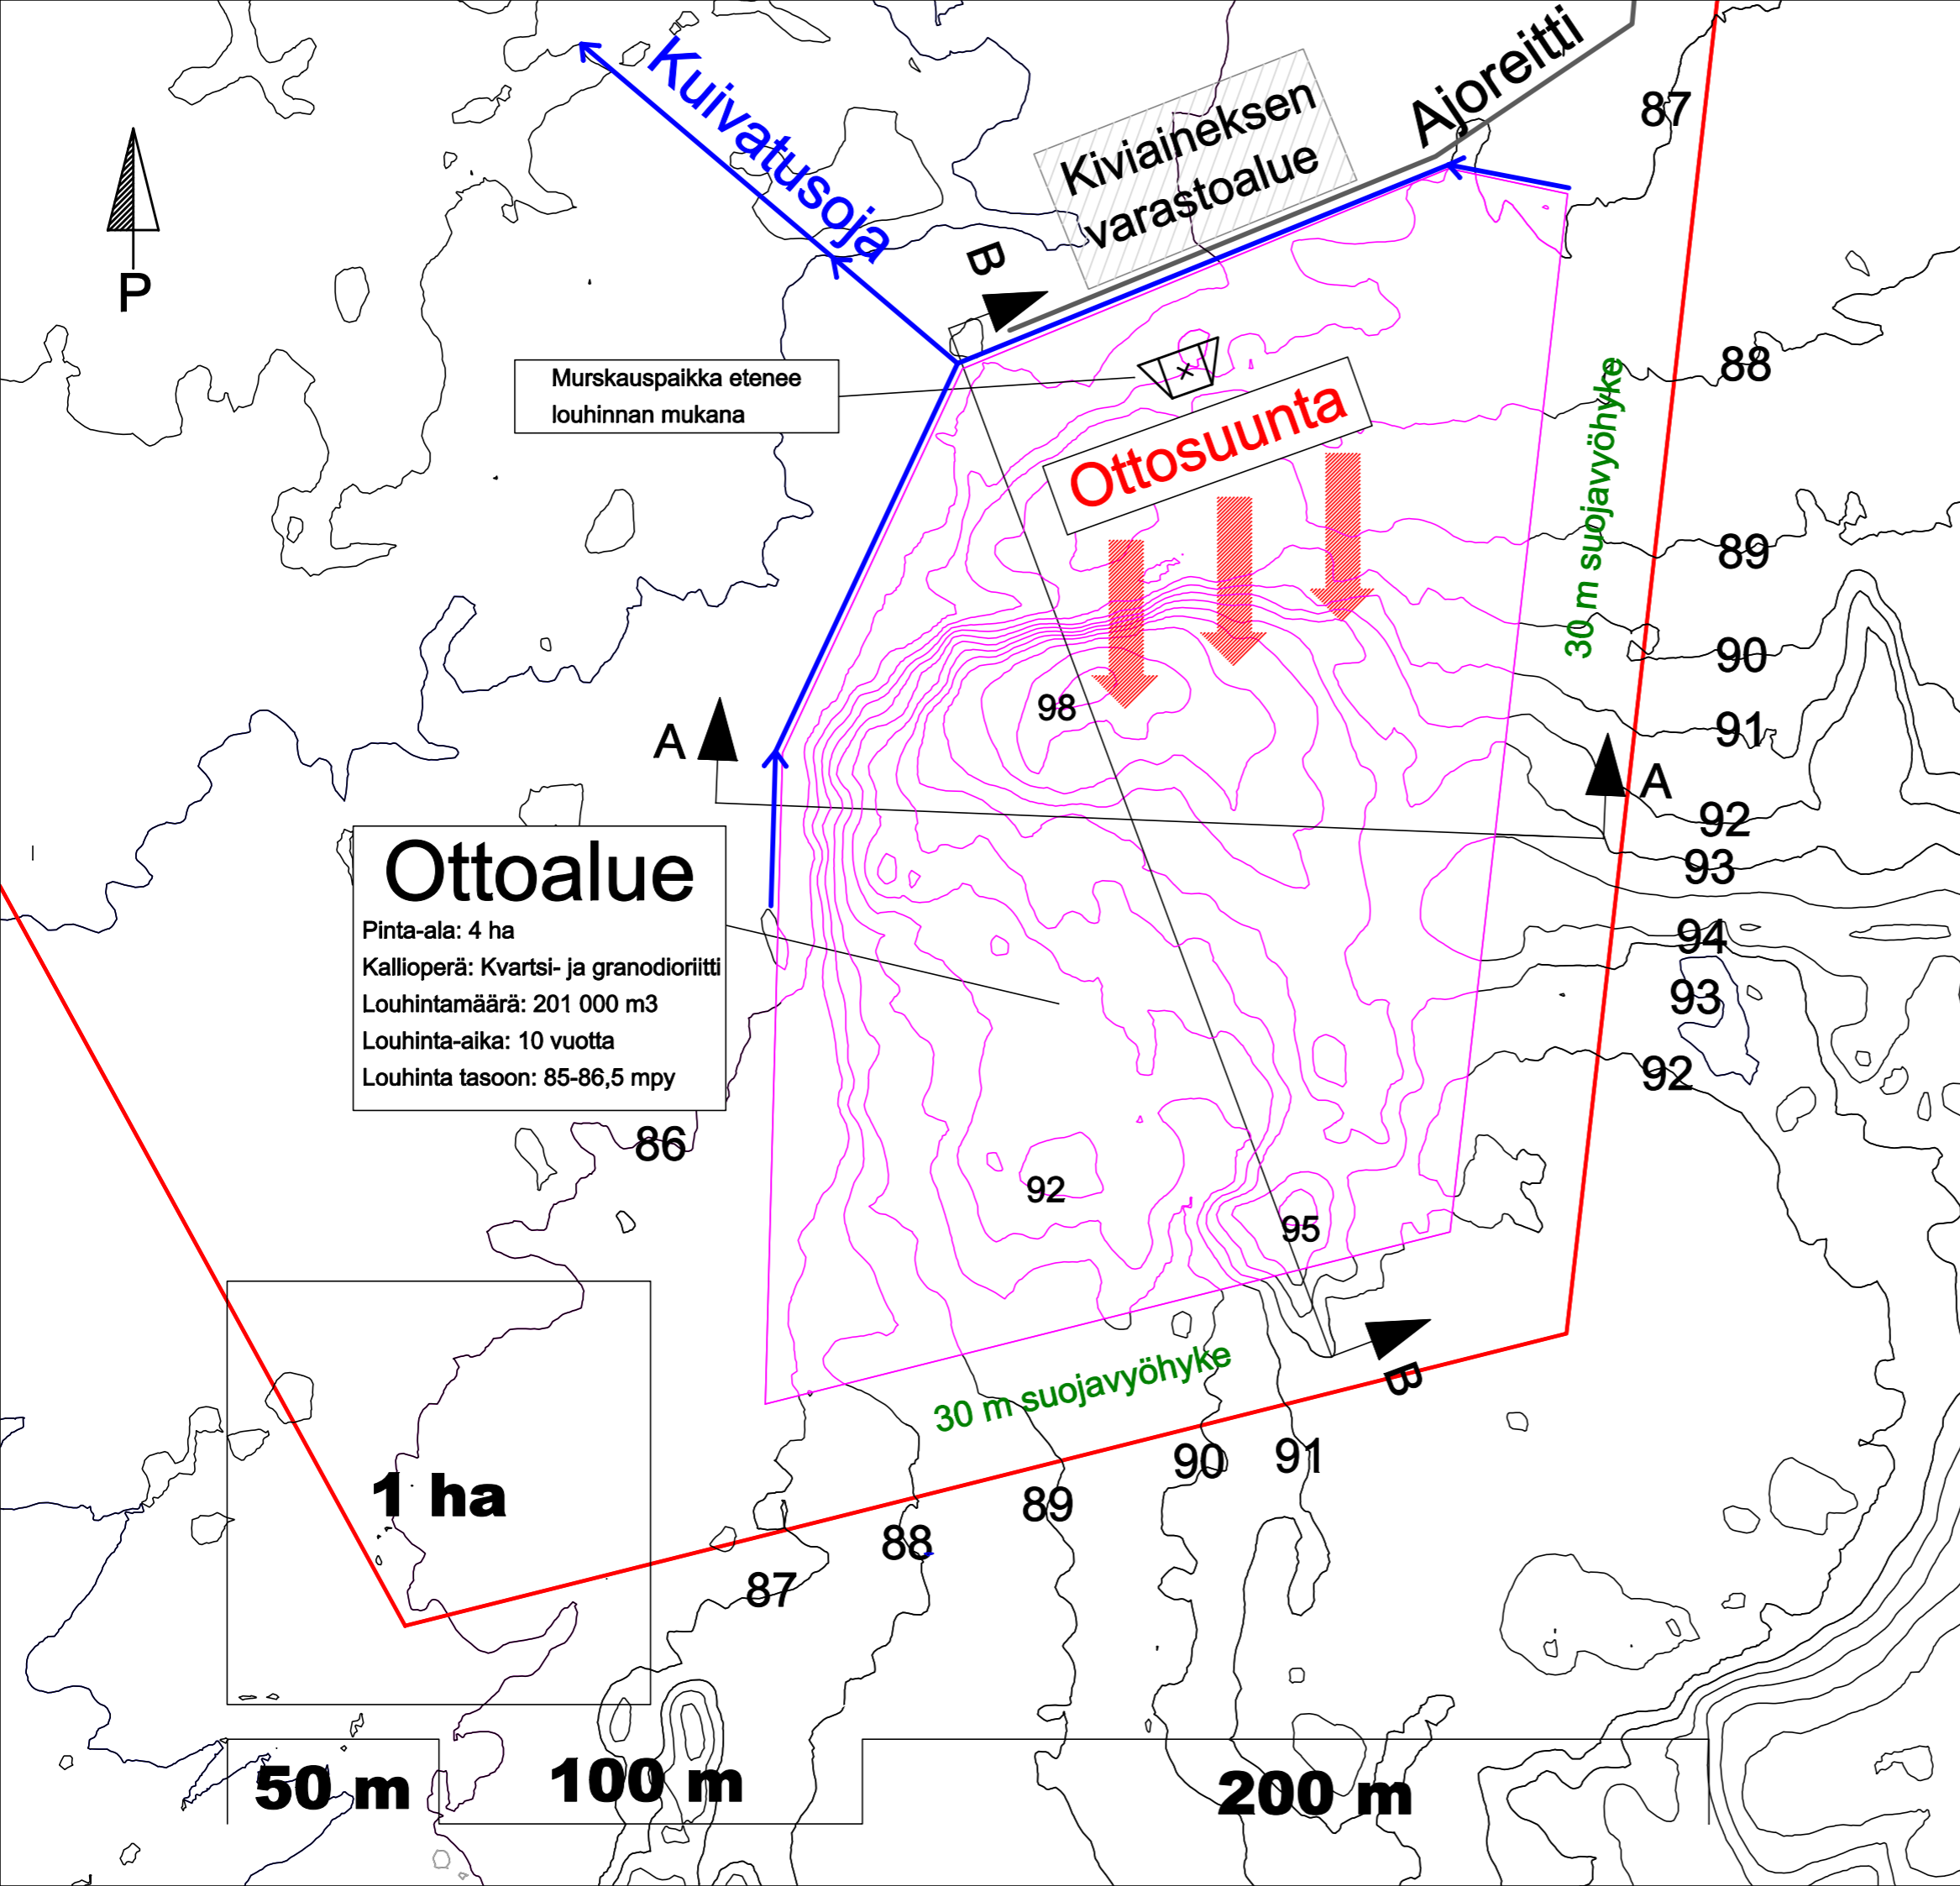 Kuivatusoja
Kiviaineksen
varastoalue
Ajoreitti
87
P
B
Murskauspaikka etenee
louhinnan mukana
Ottosuunta
30 m suojavyöhyke
88
89
90
91
92
93
94
93
92
98
A
A
Ottoalue
Pinta-ala: 4 ha
Kallioperä: Kvartsi- ja granodioriitti
Louhintamäärä: 201 000 m3
Louhinta-aika: 10 vuotta
Louhinta tasoon: 85-86,5 mpy
86
92
95
B
30 m suojavyöhyke
90
91
89
88
87
1 ha
50 m
100 m
200 m